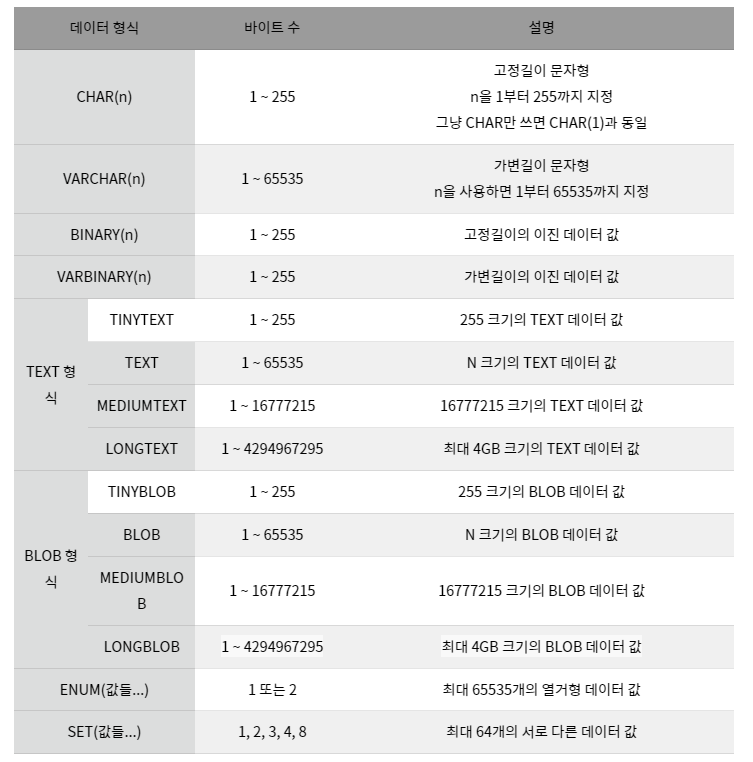 데이터 형식 바이트 수 설명
고정길이 문자형
CHAR(n) 1 ~ 255 n을 1부터 255까지 지정
그냥 CHAR만 쓰면 CHAR(1)과 동일
가변길이 문자형
VARCHAR(n) 1 ~ 65535
n을 사용하면 1부터 65535까지 지정
BINARY(n) 1 ~ 255 고정길이의 이진 데이터 값
VARBINARY(n) 1 ~ 255 가변길이의 이진 데이터 값
TEXT 형
식
TINYTEXT 1 ~ 255 255 크기의 TEXT 데이터 값
TEXT 1 ~ 65535 N 크기의 TEXT 데이터 값
MEDIUMTEXT 1 ~ 16777215 16777215 크기의 TEXT 데이터 값
LONGTEXT 1 ~ 4294967295 최대 4GB 크기의 TEXT 데이터 값
BLOB 형
식
TINYBLOB 1 ~ 255 255 크기의 BLOB 데이터 값
BLOB 1 ~ 65535 N 크기의 BLOB 데이터 값
MEDIUMBLO
B
1 ~ 16777215 16777215 크기의 BLOB 데이터 값
LONGBLOB 1 ~ 4294967295 최대 4GB 크기의 BLOB 데이터 값
ENUM(값들...) 1 또는 2 최대 65535개의 열거형 데이터 값
SET(값들...) 1, 2, 3, 4, 8 최대 64개의 서로 다른 데이터 값